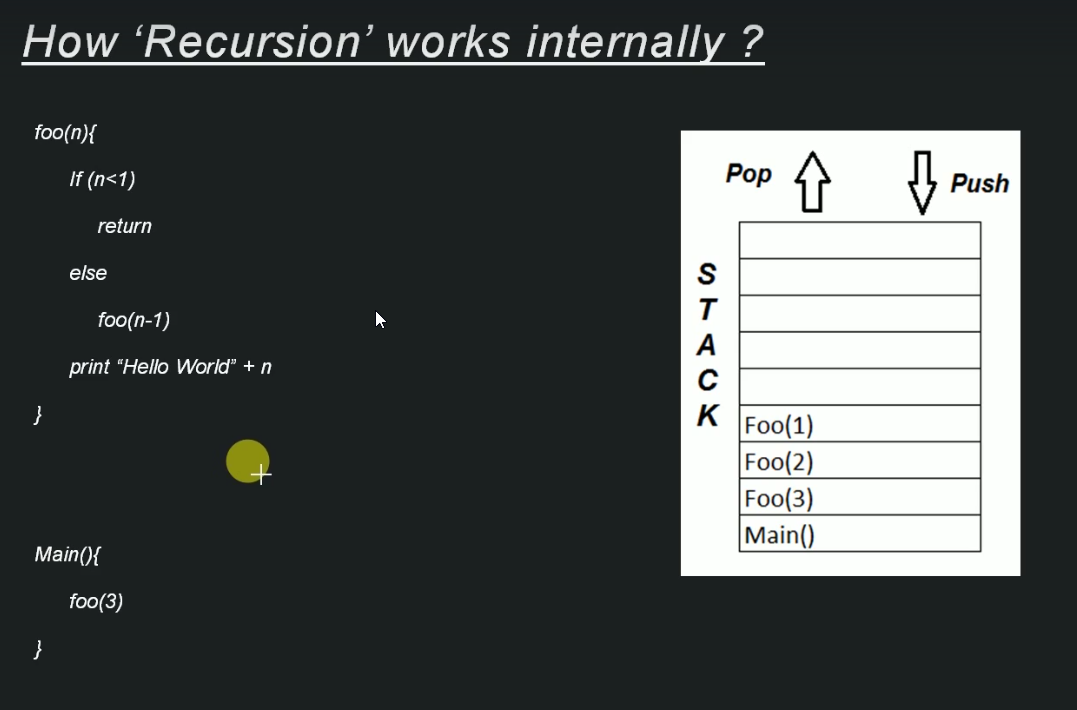 How ‘Recursion’ works internally ?
foo(n){
If (n<1)
return
else
foo(n-1)
print “Hello World” + n
}
Main(){
foo(3)
}
Pop
Push
S
T
A
C
K
Foo(1)
Foo(2)
Foo(3)
Main()